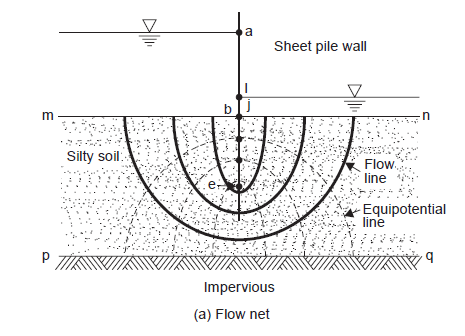 a
Sheet pile wall
l
j
b
m
n
Silty soil
e
Flow
line
Equipotential
line
p
q
Impervious
(a) Flow net